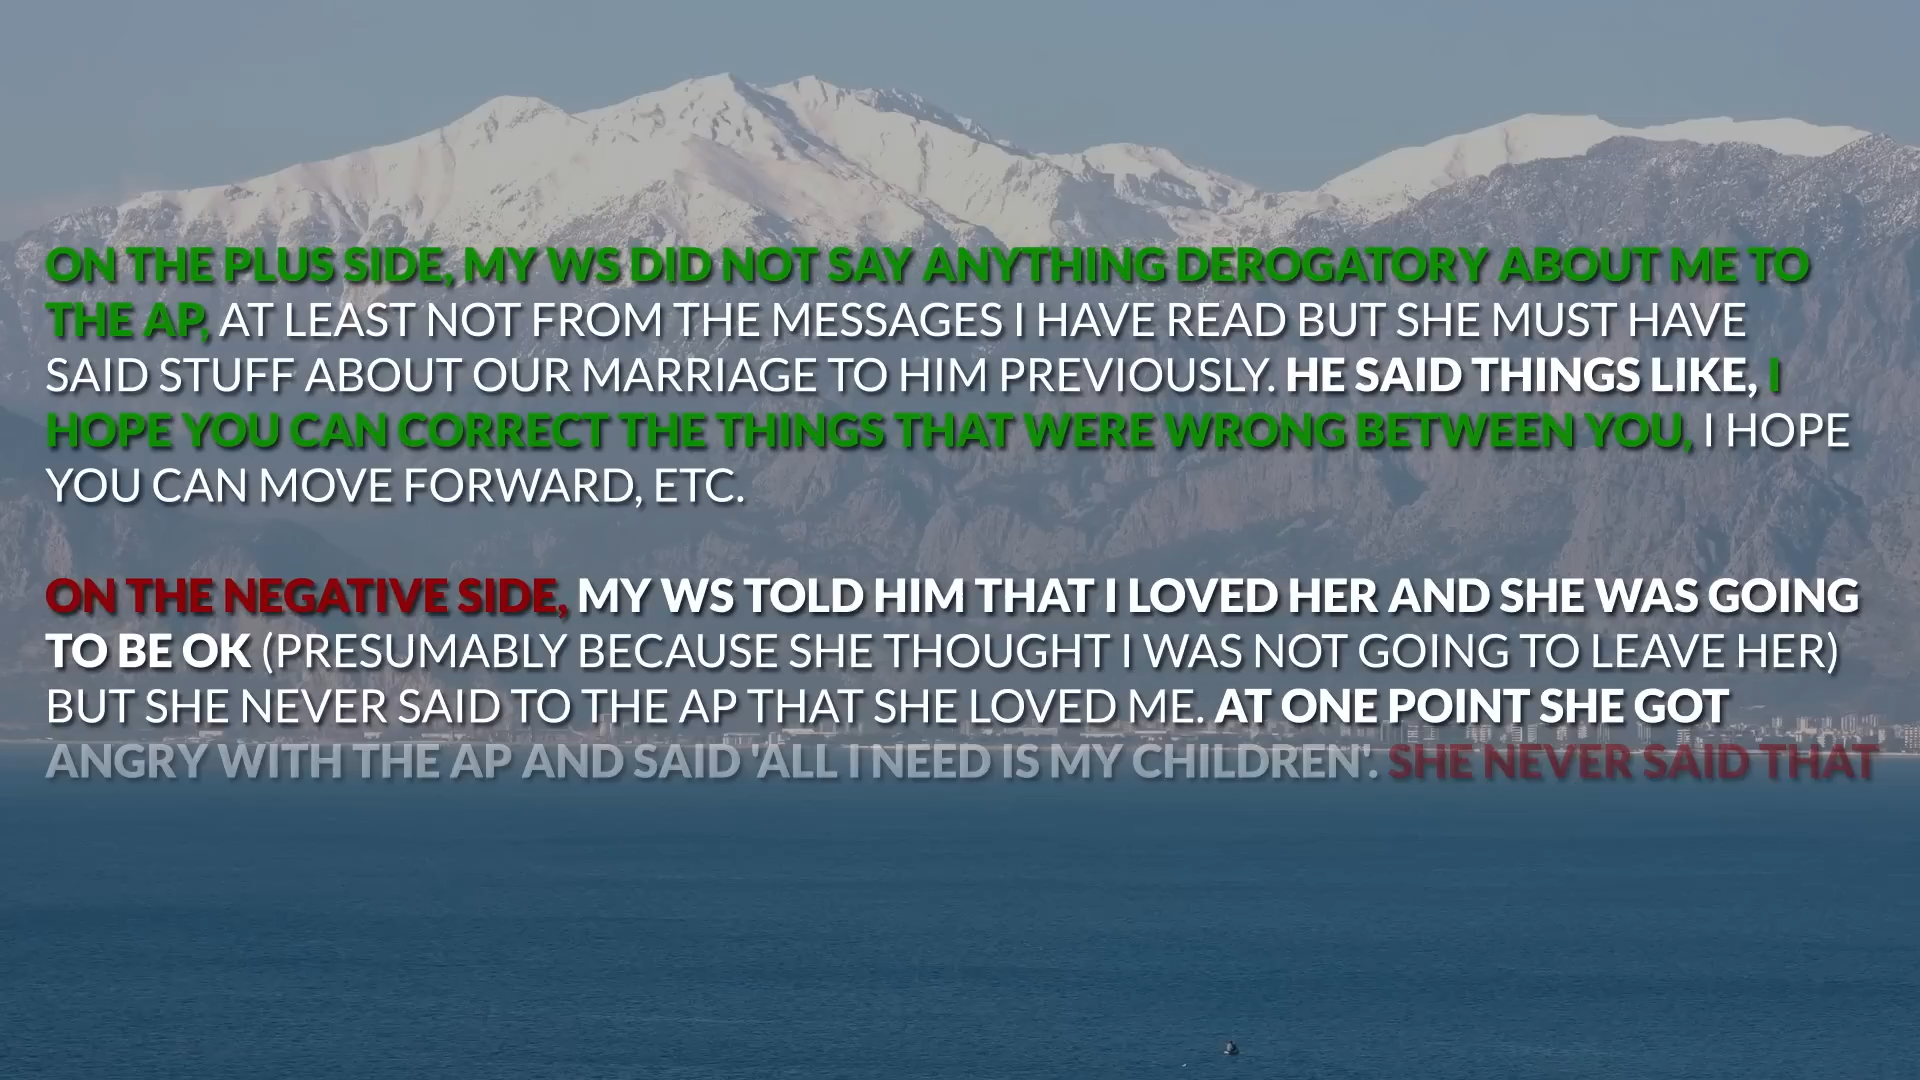 ON THE PLUS SIDE, MY WS DID NOT SAY ANYTHING DEROGATORY ABOUT ME TO
THE AP, AT LEAST NOT FROM THE MESSAGES I HAVE READ BUT SHE MUST HAVE
SAID STUFF ABOUT OUR MARRIAGE TO HIM PREVIOUSLY. HE SAID THINGS LIKE, I
HOPE YOU CAN CORRECT THE THINGS THAT WERE WRONG BETWEEN YOU, I HOPE
YOU CAN MOVE FORWARD, ETC.
ON THE NEGATIVE SIDE, MY WS TOLD HIM THAT I LOVED HER AND SHE WAS GOING
TO BE OK (PRESUMABLY BECAUSE SHE THOUGHT I WAS NOT GOING TO LEAVE HER)
BUT SHE NEVER SAID TO THE AP THAT SHE LOVED ME. AT ONE POINT SHE GOT
ANGRY WITH THE AP AND SAID 'ALL I NEED IS MY CHILDREN'. SHE NEVER SAID THAT